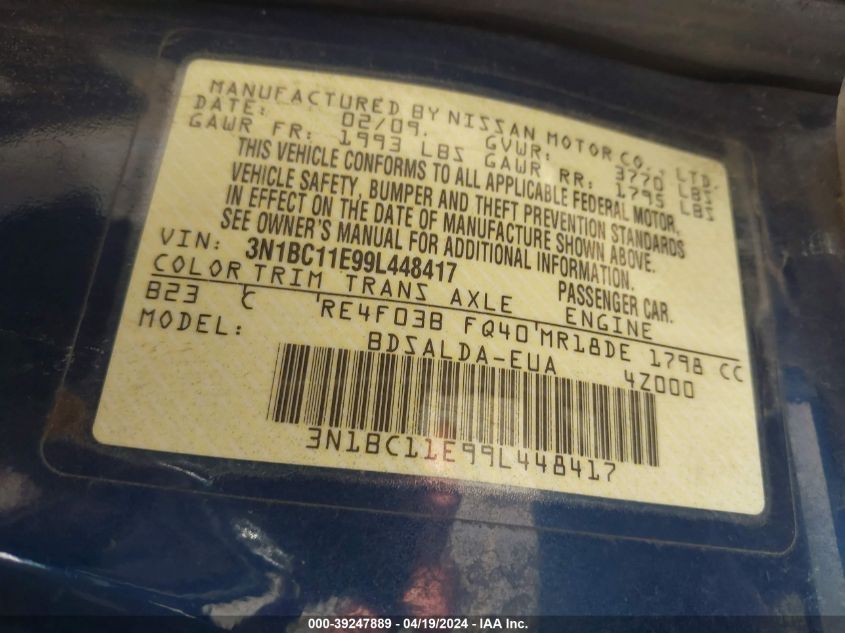 MANUFACTURED BY NISSAN MOTOR CO., LTD.
DATE: 02/09. GVWR: 3770 LBS
GAWR FR: 1993 LBS GAWR RR: 1795 LBS
THIS VEHICLE CONFORMS TO ALL APPLICABLE FEDERAL MOTOR
VEHICLE SAFETY, BUMPER AND THEFT PREVENTION STANDARDS
IN EFFECT ON THE DATE OF MANUFACTURE SHOWN ABOVE.
SEE OWNER'S MANUAL FOR ADDITIONAL INFORMATION.
VIN: 3N1BC11E99L448417 PASSENGER CAR.
COLOR TRIM TRANS AXLE ENGINE
B23 C RE4F03B FQ40 MR18DE 1798 CC
MODEL: BDSALDA-EUA 4Z000
3N1BC11E99L448417
000-39247889 - 04/19/2024 - IAA Inc.